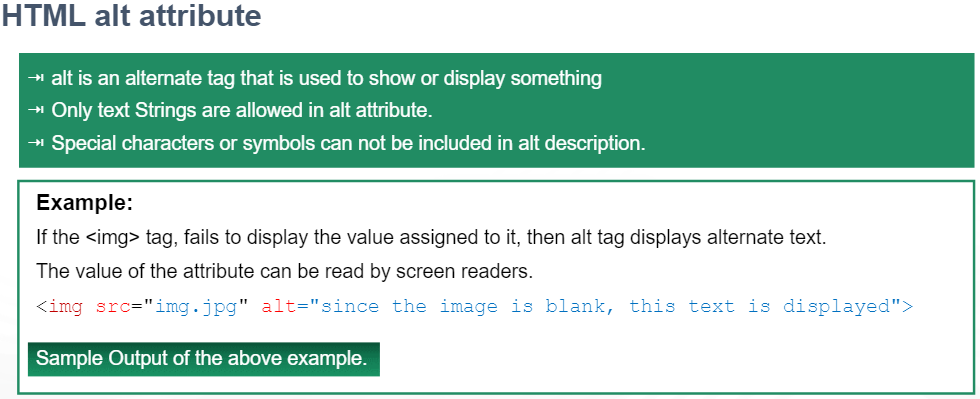 HTML alt attribute
⇥ alt is an alternate tag that is used to show or display something
⇥ Only text Strings are allowed in alt attribute.
⇥ Special characters or symbols can not be included in alt description.
Example:
If the <img> tag, fails to display the value assigned to it, then alt tag displays alternate text.
The value of the attribute can be read by screen readers.
<img src="img.jpg" alt="since the image is blank, this text is displayed">
Sample Output of the above example.